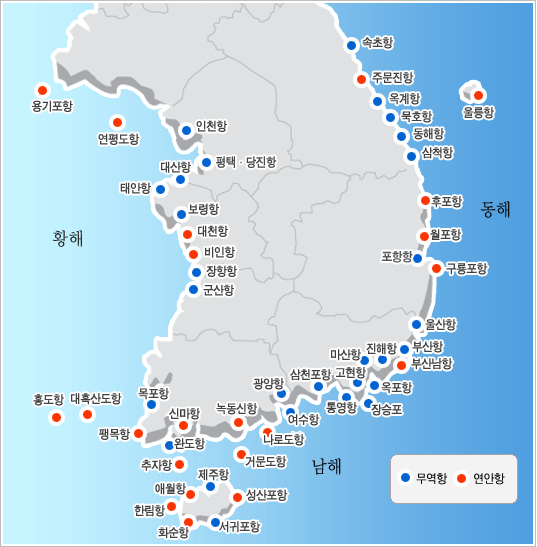 속초항
주문진항
옥계항
용기포항
울릉항
묵호항
인천항
동해항
연평도항
삼척항
평택 · 당진항
대산항
태안항
후포항
보령항
동해
대천항
월포항
황해
비인항
포항항
구룡포항
장항항
군산항
울산항
부산항
진해항
마산항
부산남항
고현항
삼천포항
광양항
옥포항
목포항
홍도항
대흑산도항
통영항
장승포
녹동신항
신마항
여수항
팽목항
나로도항
완도항
거문도항
추자항
남해
제주항
무역항
연안항
애월항
성산포항
한림항
서귀포항
화순항